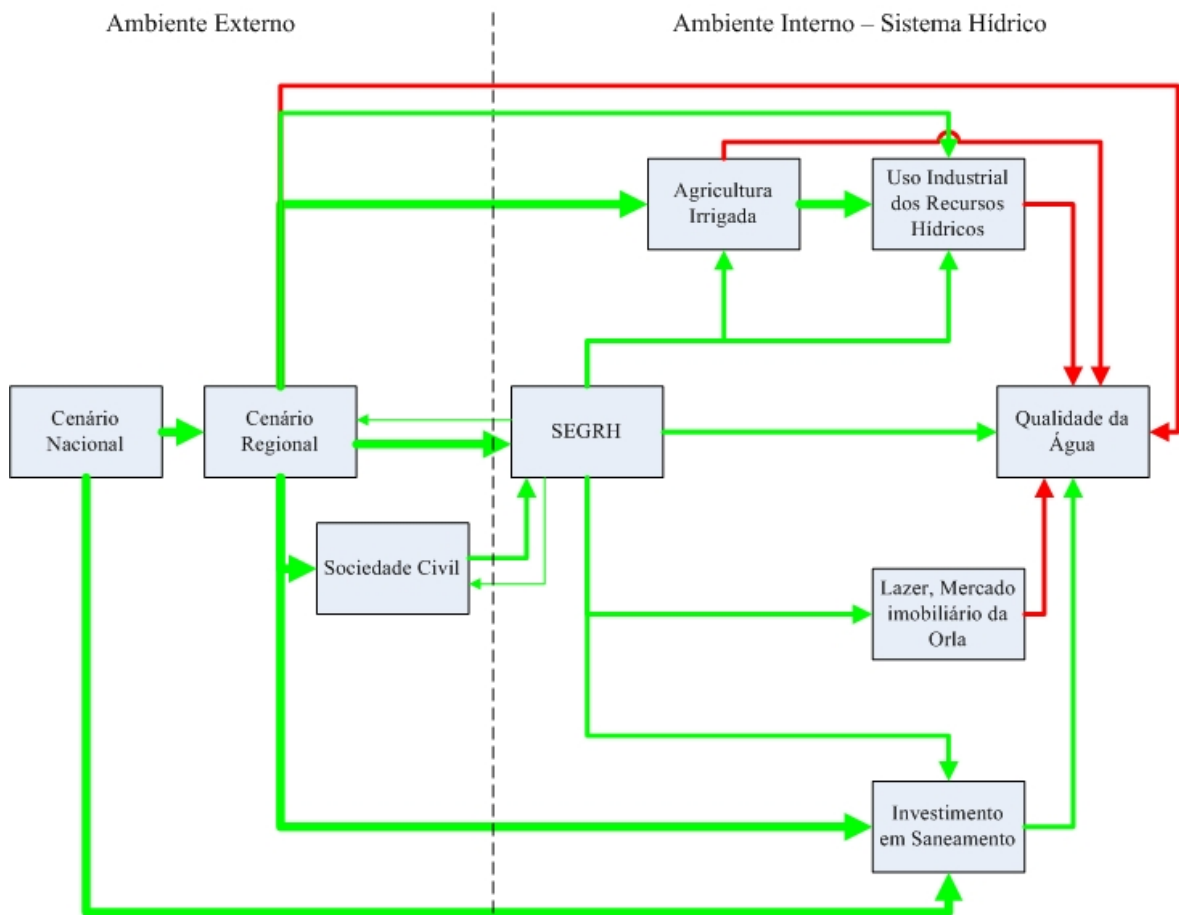 Ambiente Externo
Ambiente Interno – Sistema Hídrico
Agricultura
Irrigada
Uso Industrial
dos Recursos
Hídricos
Cenário
Nacional
Cenário
Regional
SEGRH
Qualidade da
Água
Sociedade Civil
Lazer, Mercado
imobiliário da
Orla
Investimento
em Saneamento